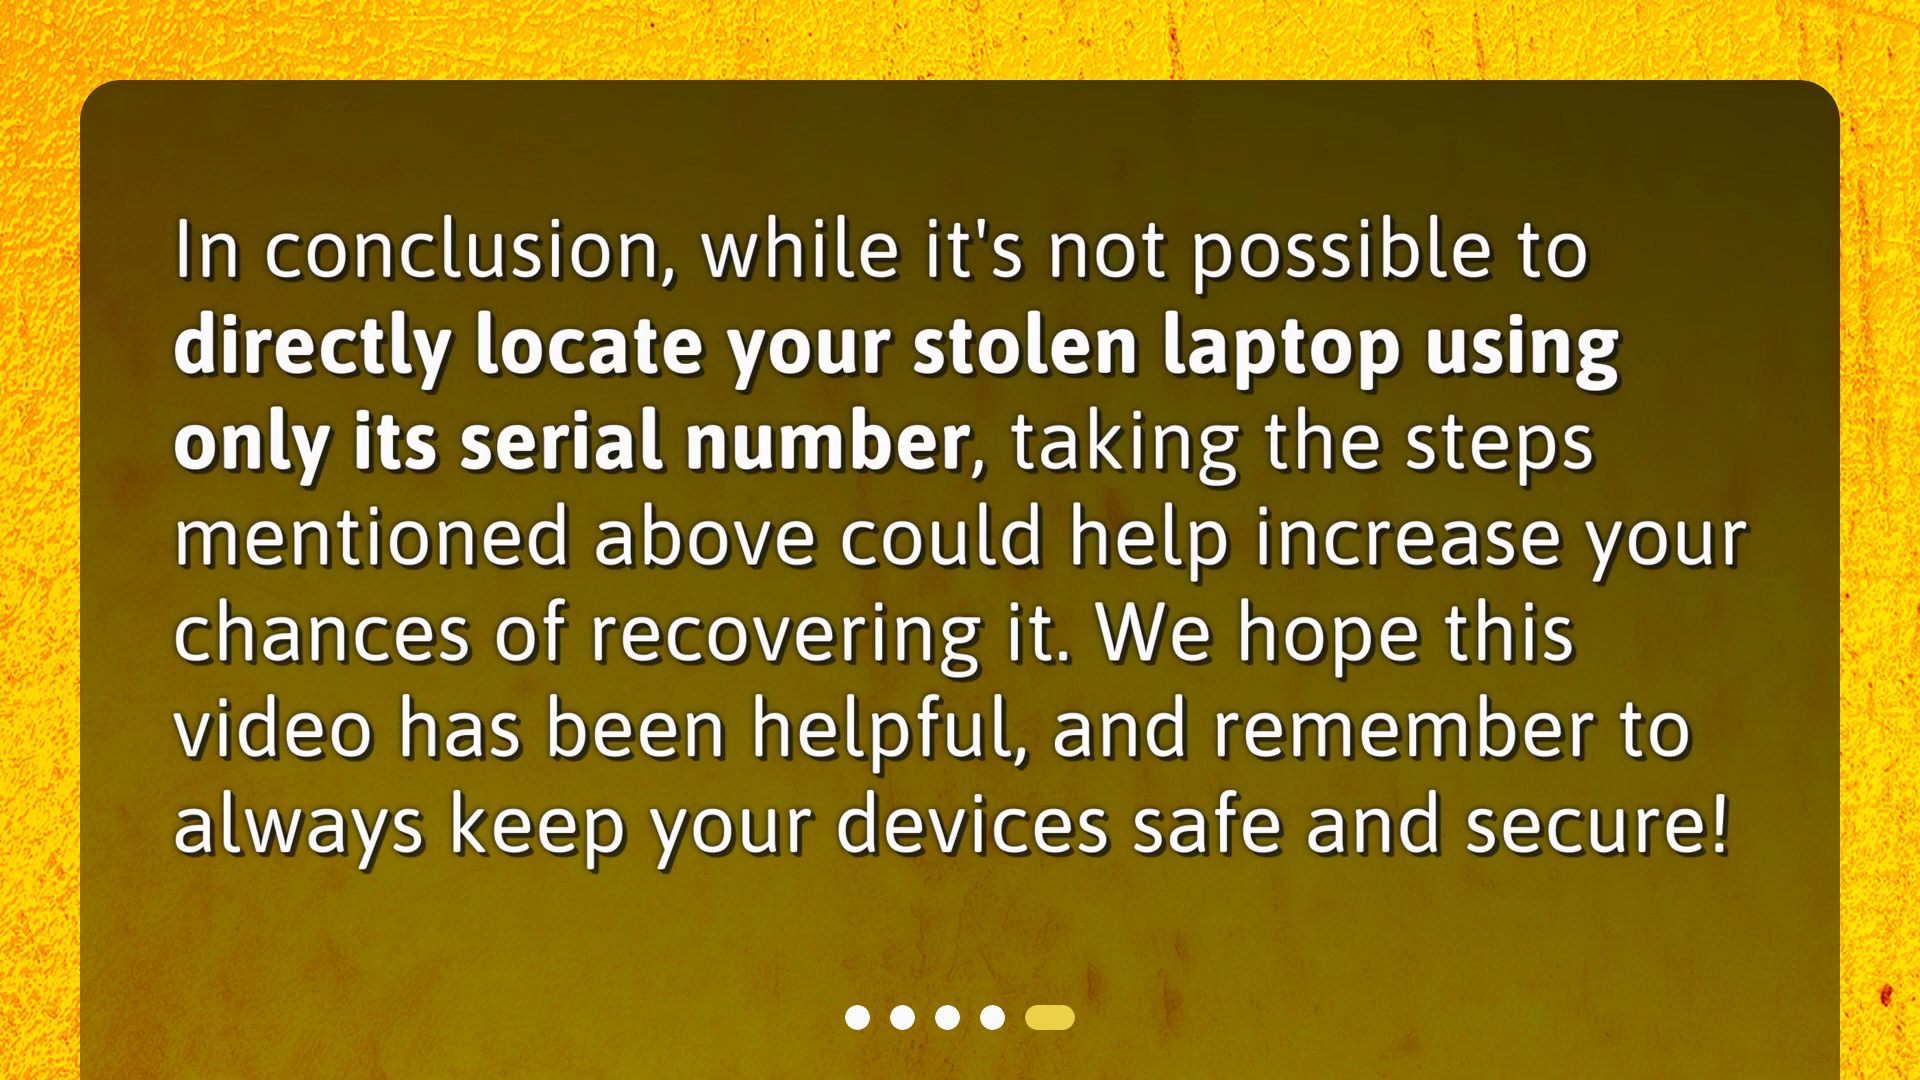 In conclusion, while it's not possible to
directly locate your stolen laptop using
only its serial number, taking the steps
mentioned above could help increase your
chances of recovering it. We hope this
video has been helpful, and remember to
always keep your devices safe and secure!